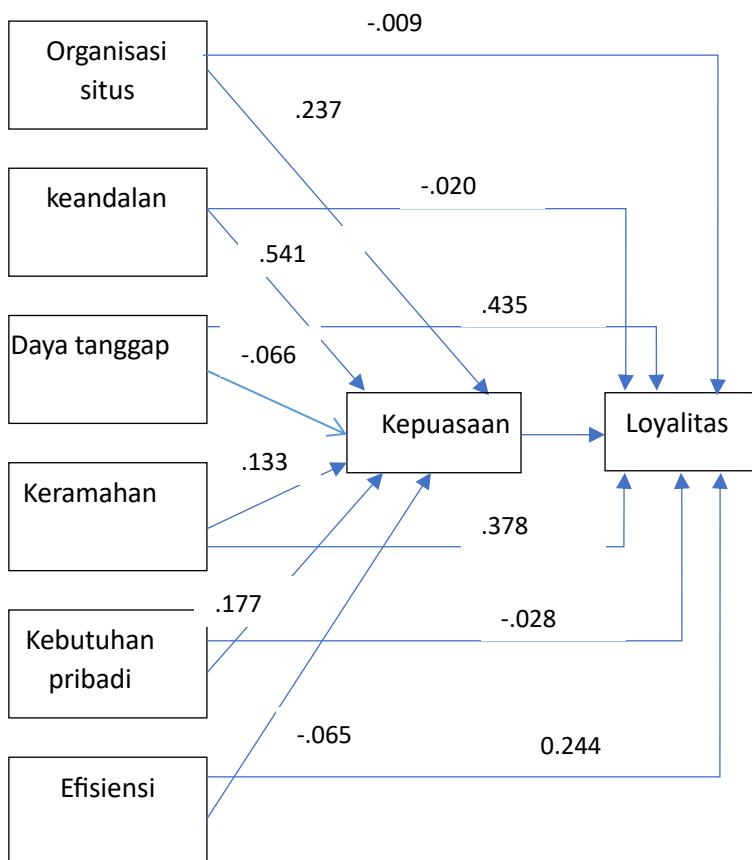 Organisasi
situs
-.009
.237
keandalan
-.020
.541
Daya tanggap
.435
-.066
Kepuasaan
Loyalitas
Keramahan
.133
.378
.177
Kebutuhan
pribadi
-.028
-.065
0.244
Efisiensi